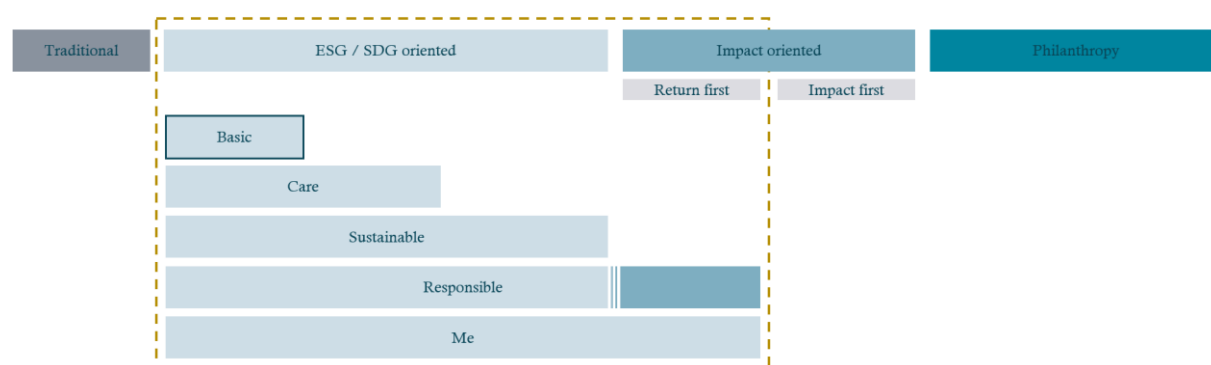 Traditional
ESG / SDG oriented
Impact oriented
Philanthropy
Return first
Impact first
Basic
Care
Sustainable
Responsible
Me